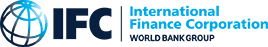 IFC
International
Finance Corporation
WORLD BANK GROUP